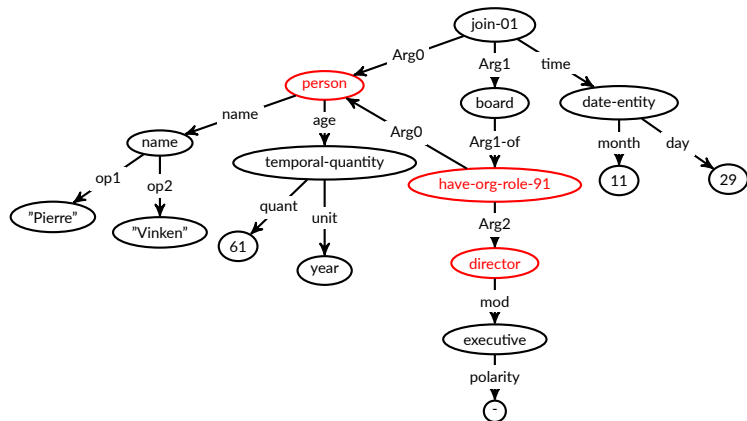 join-01
Arg0
Arg1
time
person
board
date-entity
name
age
Arg0
Arg1-of
month
day
name
temporal-quantity
have-org-role-91
11
29
op1
op2
quant
unit
Arg2
”Pierre”
”Vinken”
61
year
director
mod
executive
polarity
-